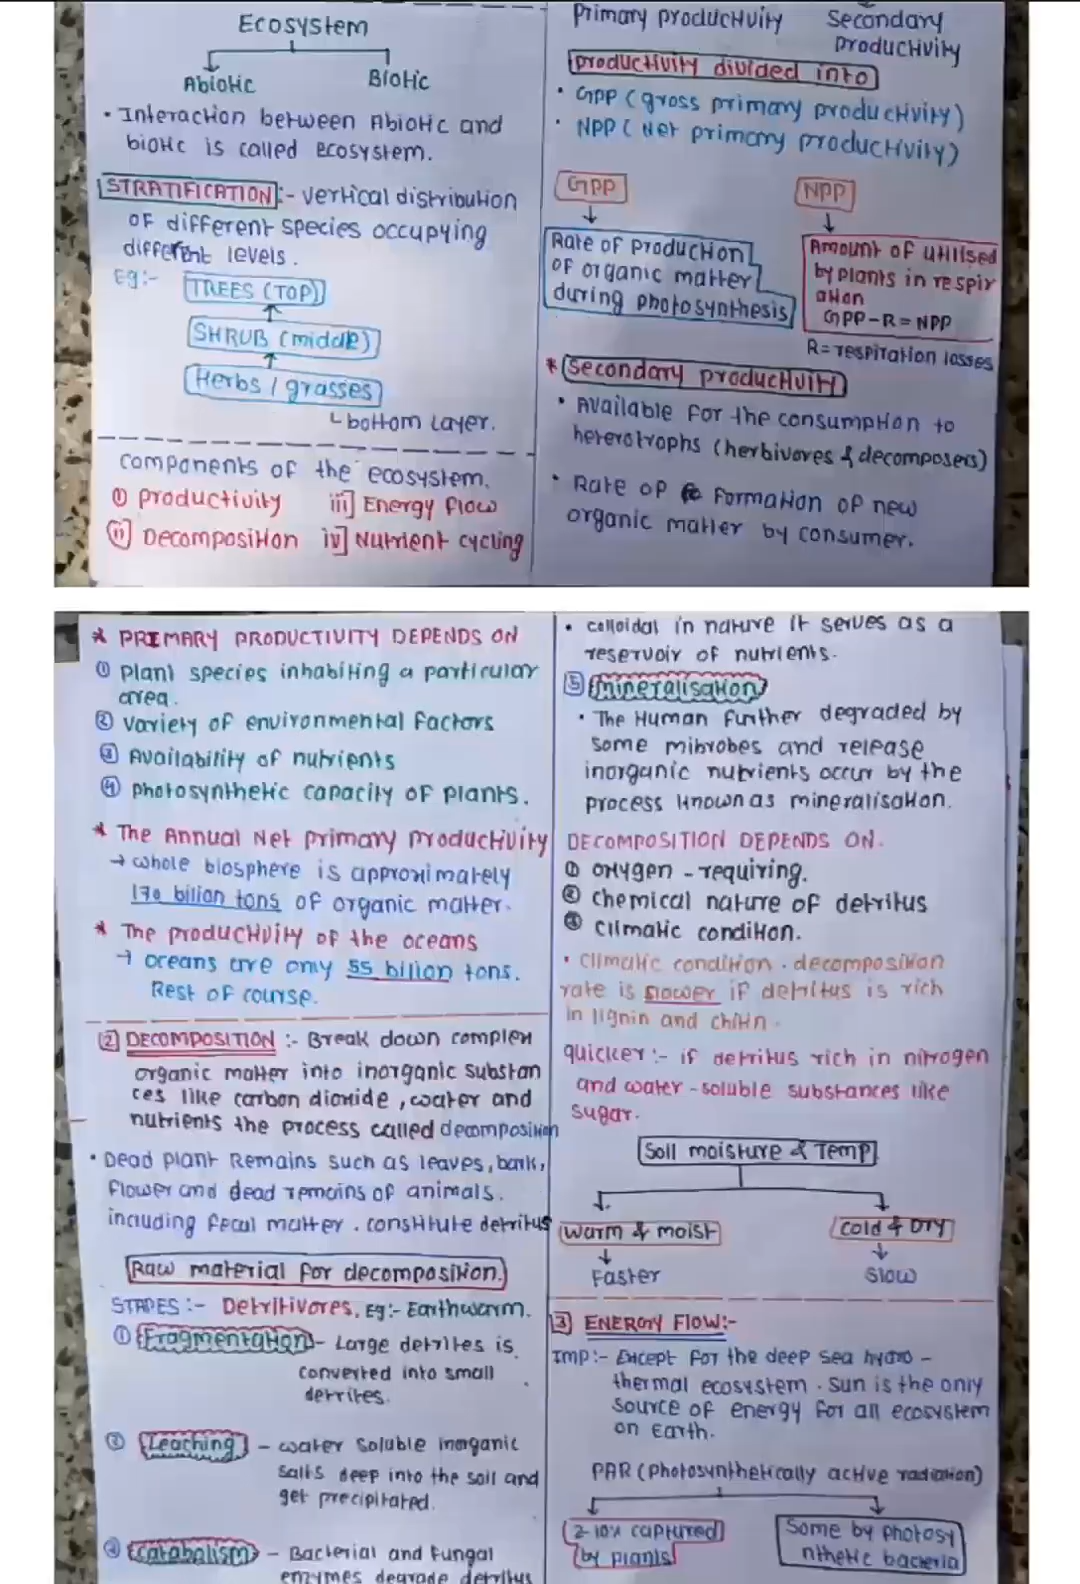 Ecosystem
Abiotic
Biotic
• Interaction between Abiotic and
biotic is called ecosystem.
STRATIFICATION :- vertical distribution
of different species occupying
different levels.
Eg:-
TREES (TOP)
SHRUB (middle)
Herbs / grasses
bottom layer.
components of the ecosystem.
① productivity
iii] Energy flow
ii] Decomposition
iv] Nutrient cycling
Primary productivity
Secondary
productivity
productivity divided into
• GPP (gross primary productivity)
• NPP ( Net primary productivity)
GPP
NPP
Rate of production
of organic matter
during photosynthesis
Amount of utilised
by plants in respir
ation
GPP - R = NPP
R = respiration losses
* Secondary productivity
• Available for the consumption to
heterotrophs (herbivores & decomposers)
• Rate of formation of new
organic matter by consumer.
* PRIMARY PRODUCTIVITY DEPENDS ON
① Plant species inhabiting a particular
area.
② variety of environmental factors
③ Availability of nutrients
④ photosynthetic capacity of plants.
* The Annual Net primary productivity
→ whole biosphere is approximately
170 bilion tons of organic matter.
* The productivity of the oceans
→ oceans are only 55 bilion tons.
Rest of course.
2] DECOMPOSITION :- Break down complex
organic matter into inorganic substan
ces like carbon dioxide, water and
nutrients the process called decomposition
• Dead plant Remains such as leaves, bark,
flower and dead remains of animals.
including fecal matter. constitute detritus
Raw material for decomposition.
:- Detritivores. Eg:- Earthwarm.
① Fragmentation - Large detrites is
converted into small
detrites.
② Leaching - water soluble inorganic
salts deep into the soil and
get precipitated.
Catabolism - Bacterial and fungal
enzymes degrade detritus
• colloidal in nature it serves as a
reservoir of nutrients.
5 mineralisation
• The Human further degraded by
some mibrobes and release
inorganic nutrients occur by the
process known as mineralisation.
DECOMPOSITION DEPENDS ON.
① oxygen - requiring.
② chemical nature of detritus
③ climatic condition.
• climatic condition. decomposition
rate is slower if detritus is rich
in lignin and chitin.
quicker :- if detritus rich in nitrogen
and water - soluble substances like
sugar.
Soil moisture & Temp
warm & moist
cold & DRY
Faster
slow
3] ENERGY FLOW:-
Imp:- Except for the deep sea hydro -
thermal ecosystem. Sun is the only
source of energy for all ecosystem
on Earth.
PAR (Photosynthetically active radiation)
2-10% captured
by plants
Some by photosy
nthetic bacteria